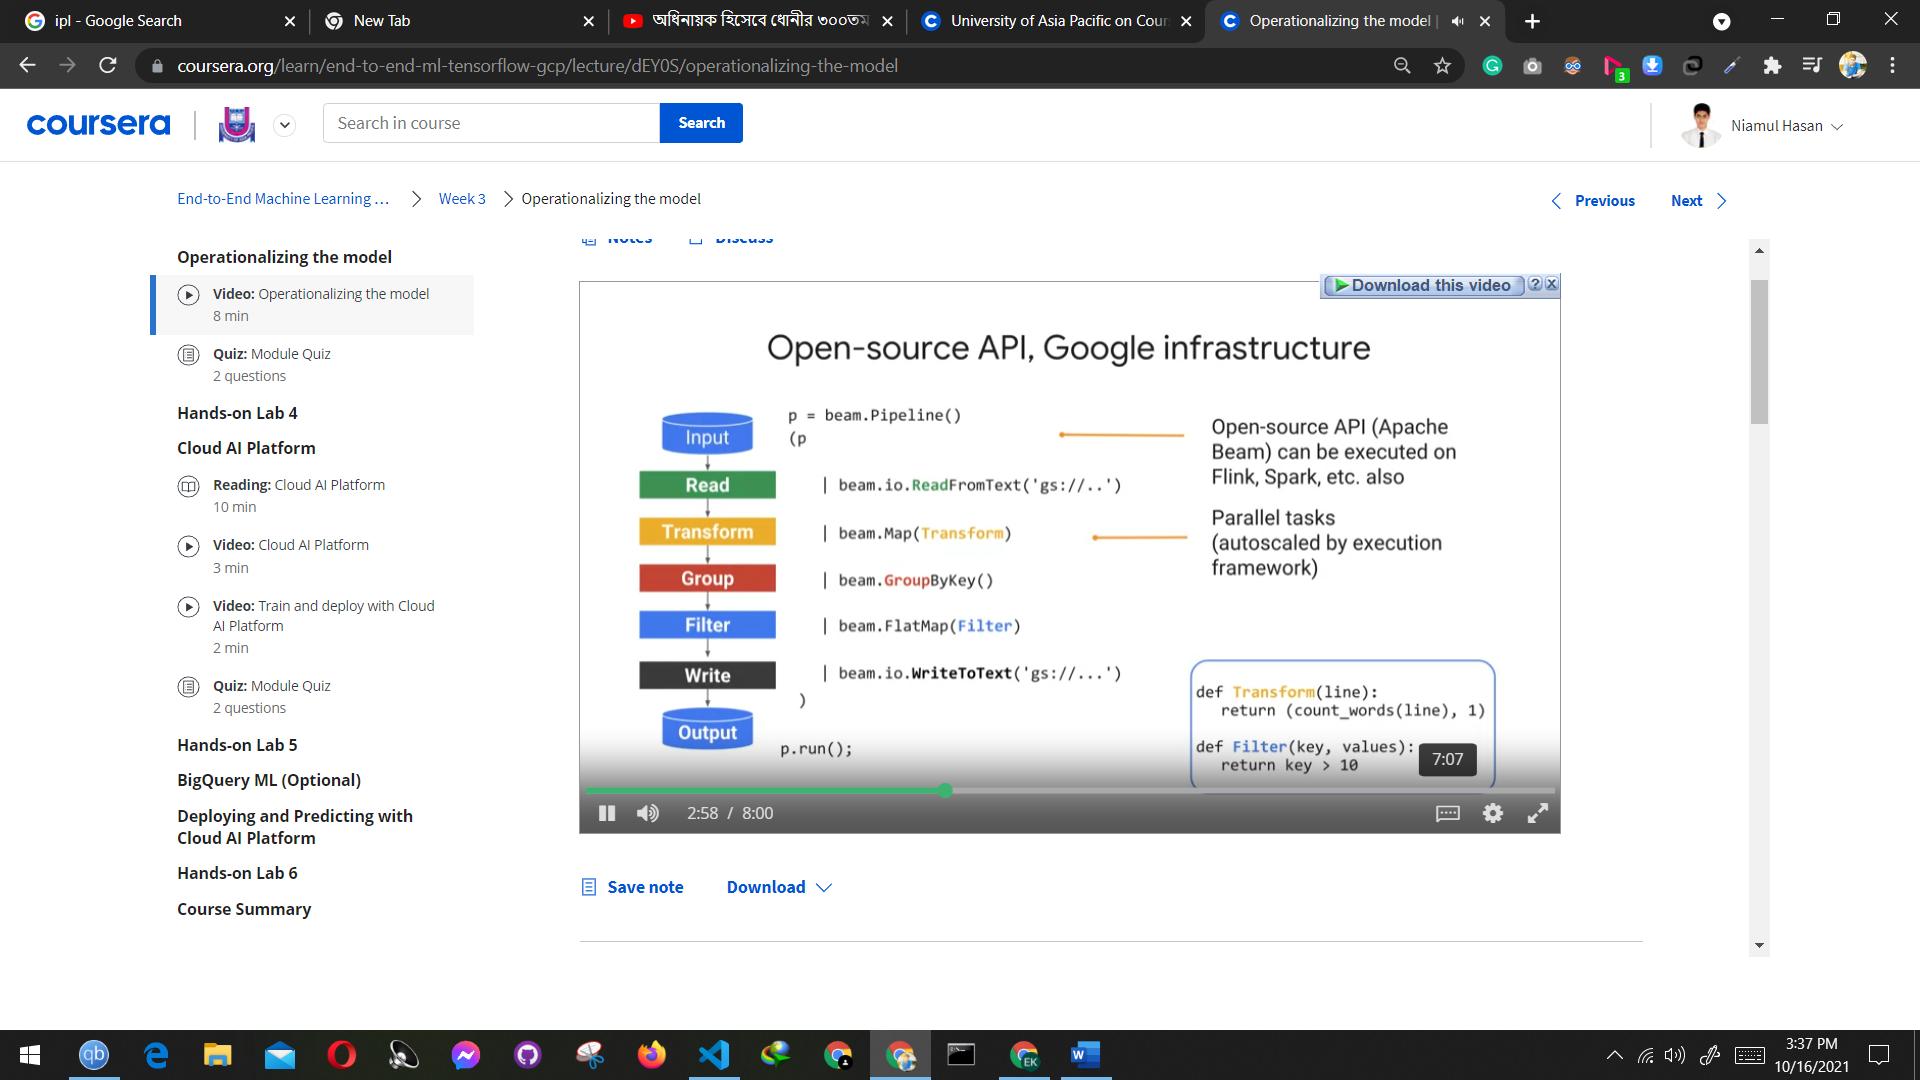 ipl - Google Search
New Tab
অধিনায়ক হিসেবে ধোনীর ৩০০তম
University of Asia Pacific on Cour
Operationalizing the model |
coursera.org/learn/end-to-end-ml-tensorflow-gcp/lecture/dEY0S/operationalizing-the-model
3
coursera
Search in course
Search
Niamul Hasan
End-to-End Machine Learning ...
Week 3
Operationalizing the model
Previous
Next
Operationalizing the model
Video: Operationalizing the model
8 min
Quiz: Module Quiz
2 questions
Hands-on Lab 4
Cloud AI Platform
Reading: Cloud AI Platform
10 min
Video: Cloud AI Platform
3 min
Video: Train and deploy with Cloud
AI Platform
2 min
Quiz: Module Quiz
2 questions
Hands-on Lab 5
BigQuery ML (Optional)
Deploying and Predicting with
Cloud AI Platform
Hands-on Lab 6
Course Summary
Notes
Discuss
Download this video
?
Open-source API, Google infrastructure
Input
Read
Transform
Group
Filter
Write
Output
p = beam.Pipeline()
(p
| beam.io.ReadFromText('gs://..')
| beam.Map(Transform)
| beam.GroupByKey()
| beam.FlatMap(Filter)
| beam.io.WriteToText('gs://...')
)
p.run();
Open-source API (Apache
Beam) can be executed on
Flink, Spark, etc. also
Parallel tasks
(autoscaled by execution
framework)
def Transform(line):
return (count_words(line), 1)
def Filter(key, values):
return key > 10
7:07
2:58 / 8:00
Save note
Download
qb
EK
W
3:37 PM
10/16/2021